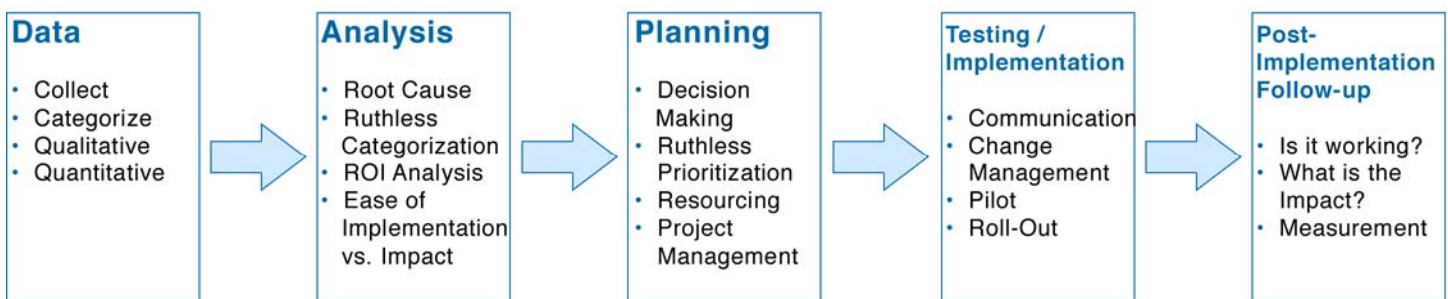 Data
• Collect
• Categorize
• Qualitative
• Quantitative
Analysis
• Root Cause
• Ruthless
Categorization
• ROI Analysis
• Ease of
Implementation
vs. Impact
Planning
• Decision
Making
• Ruthless
Prioritization
• Resourcing
• Project
Management
Testing /
Implementation
• Communication
• Change
Management
• Pilot
• Roll-Out
Post-
Implementation
Follow-up
• Is it working?
• What is the
Impact?
• Measurement